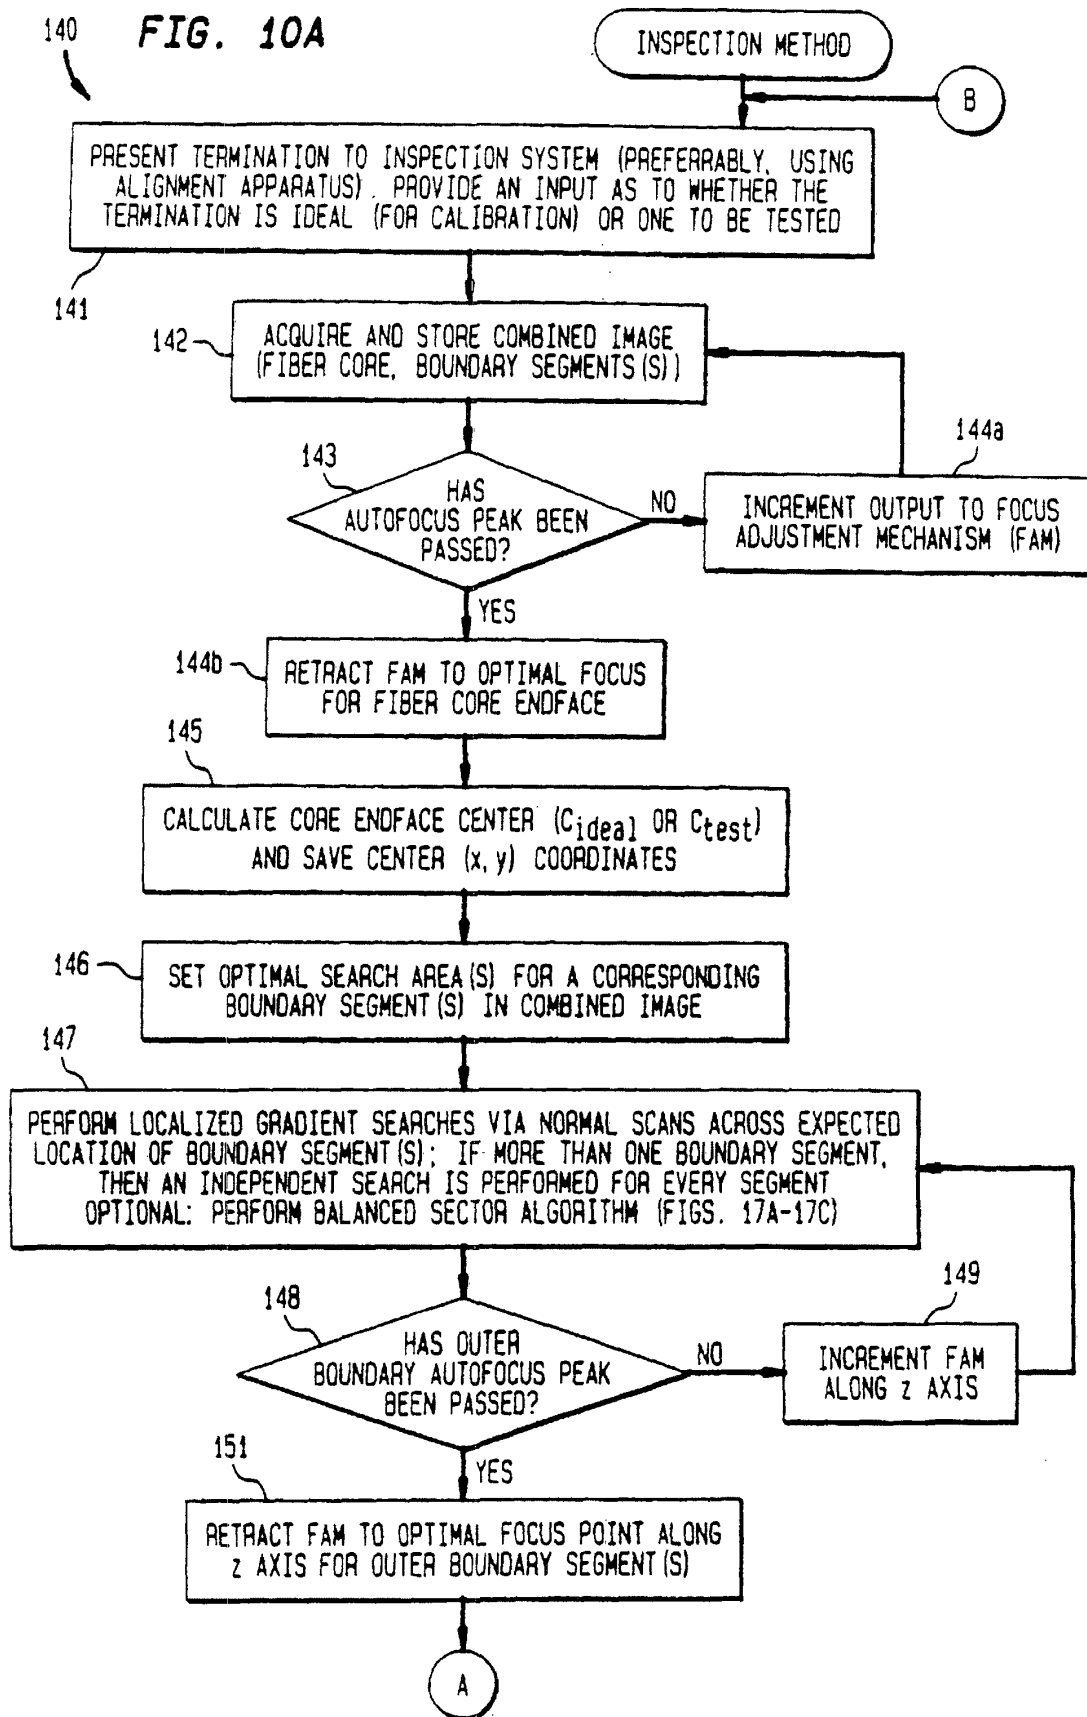 140
FIG. 10A
INSPECTION METHOD
B
PRESENT TERMINATION TO INSPECTION SYSTEM (PREFERRABLY, USING
ALIGNMENT APPARATUS). PROVIDE AN INPUT AS TO WHETHER THE
TERMINATION IS IDEAL (FOR CALIBRATION) OR ONE TO BE TESTED
141
142
ACQUIRE AND STORE COMBINED IMAGE
(FIBER CORE, BOUNDARY SEGMENTS(S))
143
HAS
AUTOFOCUS PEAK BEEN
PASSED?
NO
144a
INCREMENT OUTPUT TO FOCUS
ADJUSTMENT MECHANISM (FAM)
YES
144b
RETRACT FAM TO OPTIMAL FOCUS
FOR FIBER CORE ENDFACE
145
CALCULATE CORE ENDFACE CENTER (Cideal OR Ctest)
AND SAVE CENTER (x, y) COORDINATES
146
SET OPTIMAL SEARCH AREA(S) FOR A CORRESPONDING
BOUNDARY SEGMENT(S) IN COMBINED IMAGE
147
PERFORM LOCALIZED GRADIENT SEARCHES VIA NORMAL SCANS ACROSS EXPECTED
LOCATION OF BOUNDARY SEGMENT(S); IF MORE THAN ONE BOUNDARY SEGMENT,
THEN AN INDEPENDENT SEARCH IS PERFORMED FOR EVERY SEGMENT
OPTIONAL: PERFORM BALANCED SECTOR ALGORITHM (FIGS. 17A-17C)
148
HAS OUTER
BOUNDARY AUTOFOCUS PEAK
BEEN PASSED?
NO
149
INCREMENT FAM
ALONG z AXIS
YES
151
RETRACT FAM TO OPTIMAL FOCUS POINT ALONG
z AXIS FOR OUTER BOUNDARY SEGMENT(S)
A